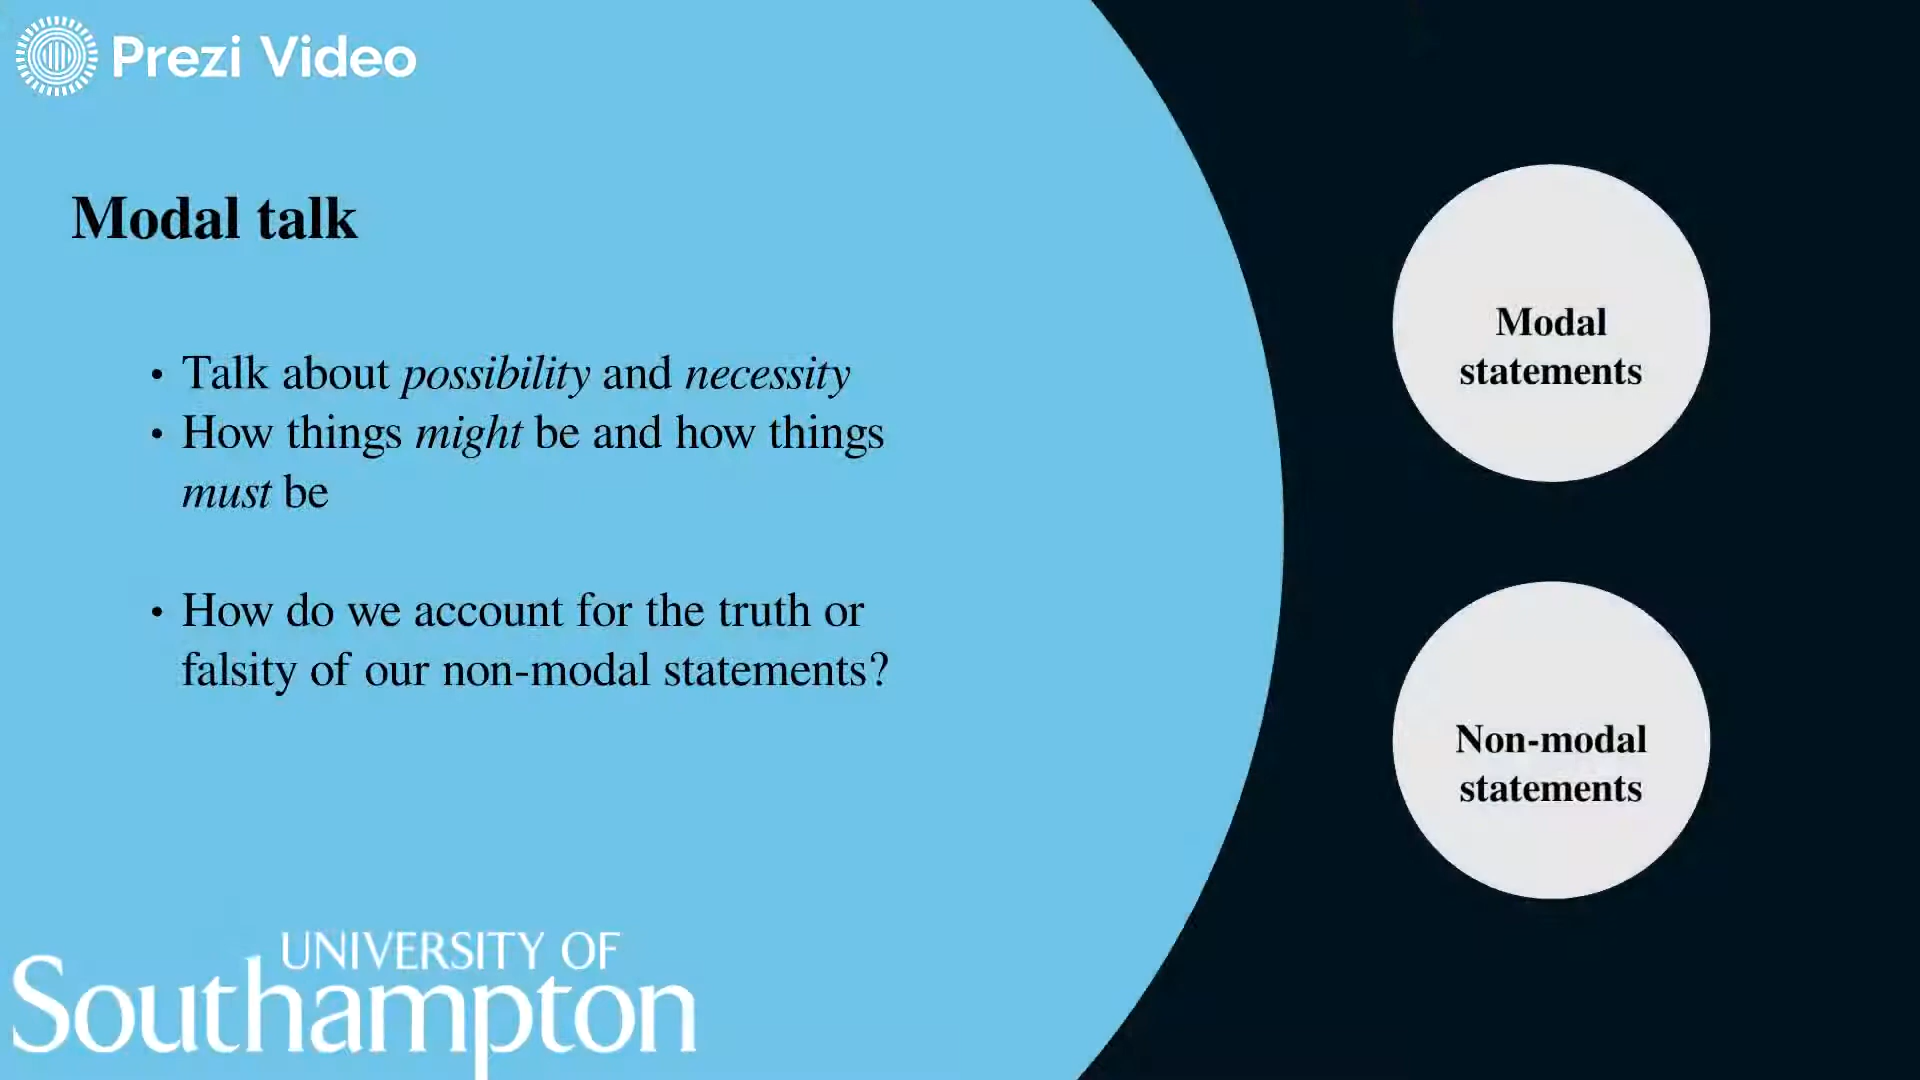 Prezi Video
Modal talk
• Talk about possibility and necessity
• How things might be and how things
must be
• How do we account for the truth or
falsity of our non-modal statements?
Modal
statements
Non-modal
statements
UNIVERSITY OF
Southampton